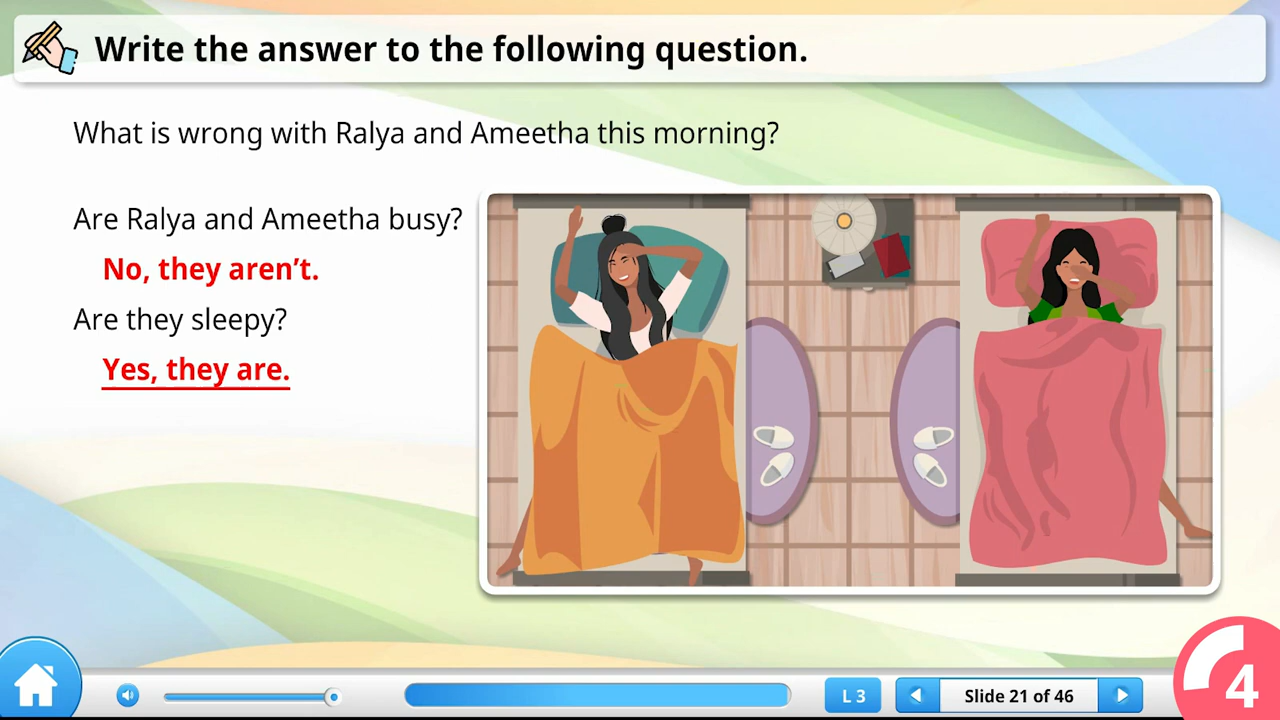 Write the answer to the following question.
What is wrong with Ralya and Ameetha this morning?
Are Ralya and Ameetha busy?
No, they aren’t.
Are they sleepy?
Yes, they are.
L 3
Slide 21 of 46
4